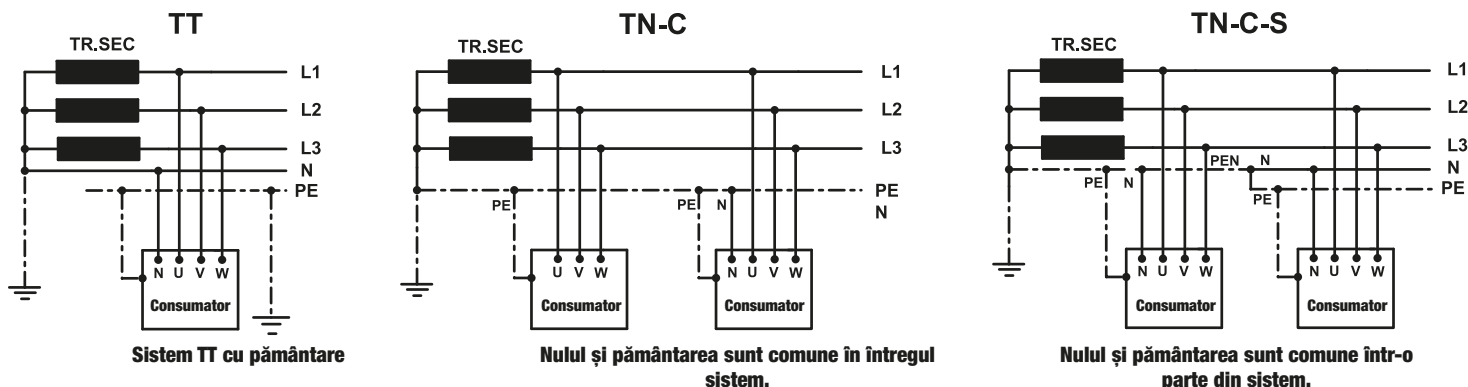 TT
TR.SEC
L1
L2
L3
N
PE
N U V W
Consumator
Sistem TT cu pământare
TN-C
TR.SEC
L1
L2
L3
PE
N
PE
PE N
U V W
Consumator
N U V W
Consumator
Nulul și pământarea sunt comune în întregul
sistem.
TN-C-S
TR.SEC
L1
L2
L3
PEN N
N
PE N
PE
PE
N U V W
Consumator
N U V W
Consumator
Nulul și pământarea sunt comune într-o
parte din sistem.